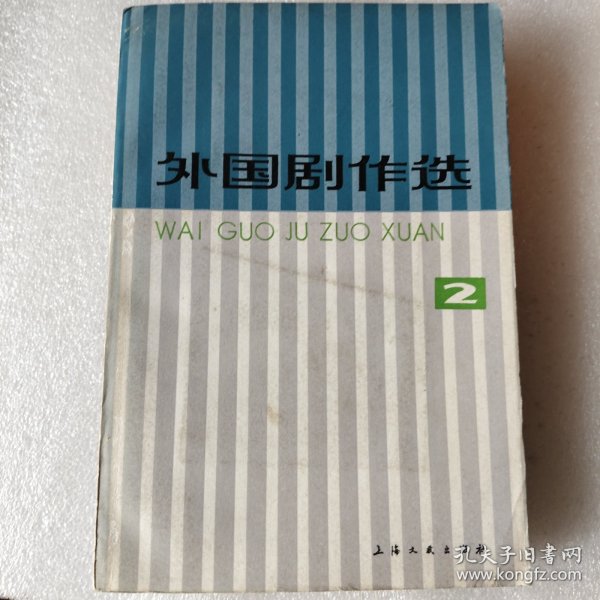 外国剧作选
WAI GUO JU ZUO XUAN
2
上海文艺出版社
孔夫子旧书网
www.kongfz.com